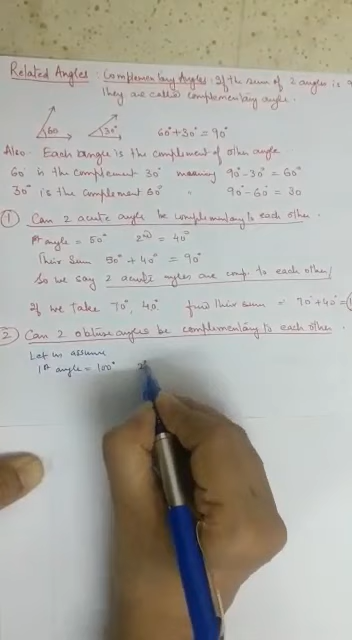 Related Angles: Complementary Angles: If the sum of 2 angles is 9
They are called complementary angle.
60 30° 60°+30° = 90°
Also- Each angle is the complement of other angle.
60 is the complement 30° meaning 90°-30° = 60°
30° is the complement 60° " 90°-60° = 30
① Can 2 acute angle be complementary to each other.
1st angle = 50° 2nd = 40°
Their sum 50° + 40° = 90°
So we say 2 acute angles are comp. to each other/
If we take 70°, 40° find their sum = 70+40 =
② Can 2 obtuse angles be complementary to each other.
Let us assume
1st angle = 100° 2